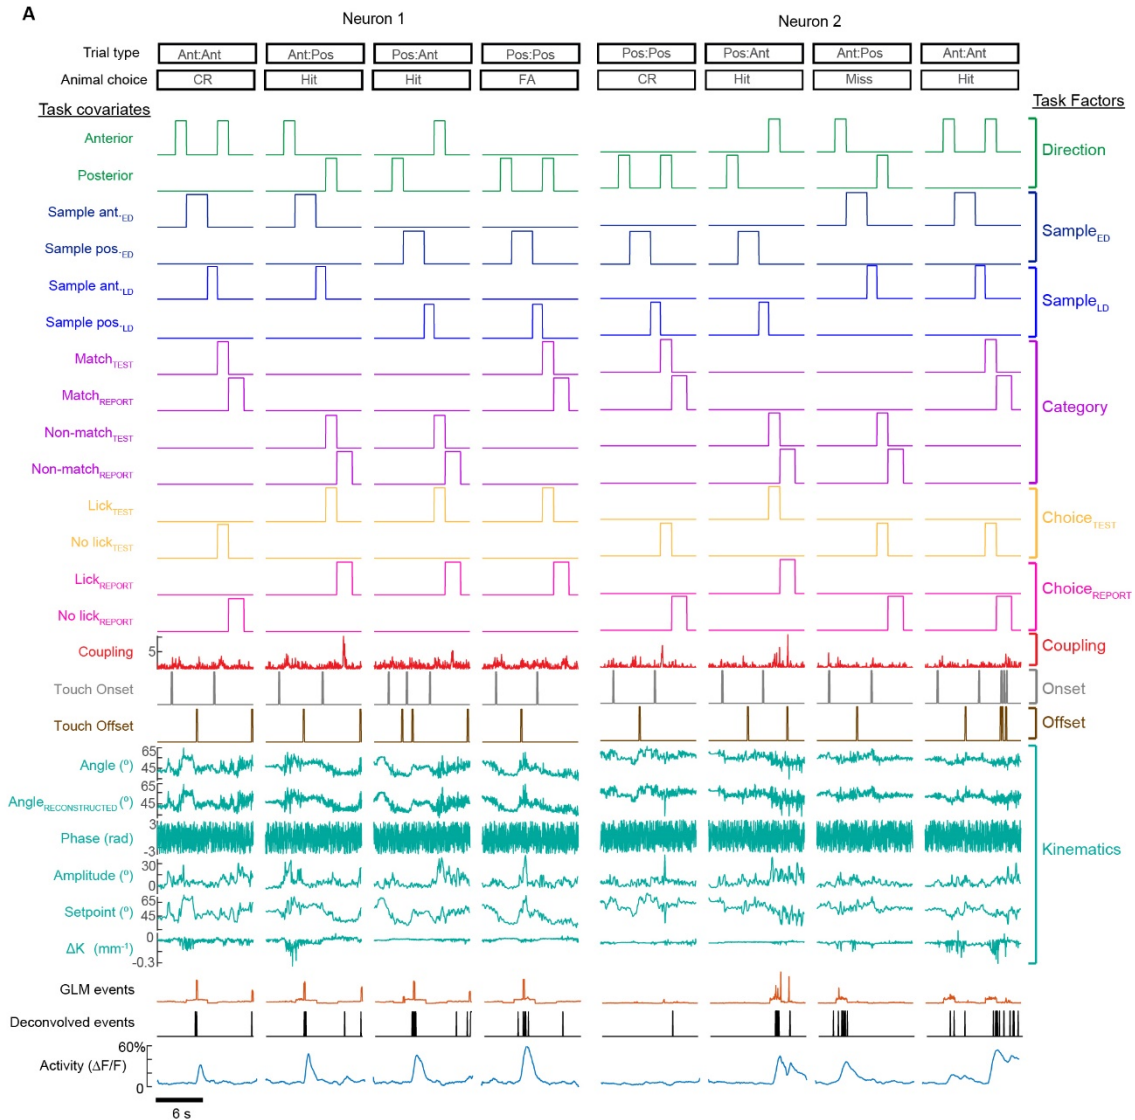 A
Neuron 1 Neuron 2
Trial type Ant:Ant Ant:Pos Pos:Ant Pos:Pos Pos:Pos Pos:Ant Ant:Pos Ant:Ant
Animal choice CR Hit Hit FA CR Hit Miss Hit
Task covariates Task Factors
Anterior
Direction
Posterior
Sample ant.ED
SampleED
Sample pos.ED
Sample ant.LD
SampleLD
Sample pos.LD
MatchTEST
MatchREPORT
Category
Non-matchTEST
Non-matchREPORT
LickTEST
ChoiceTEST
No lickTEST
LickREPORT
ChoiceREPORT
No lickREPORT
Coupling 5 Coupling
Touch Onset Onset
Touch Offset Offset
Angle (º) 65 45
AngleRECONSTRUCTED (º) 65 45
Phase (rad) 3 -3
Kinematics
Amplitude (º) 30 0
Setpoint (º) 65 45
ΔK (mm-1) 0 -0.3
GLM events
Deconvolved events
Activity (ΔF/F) 60% 0
6 s